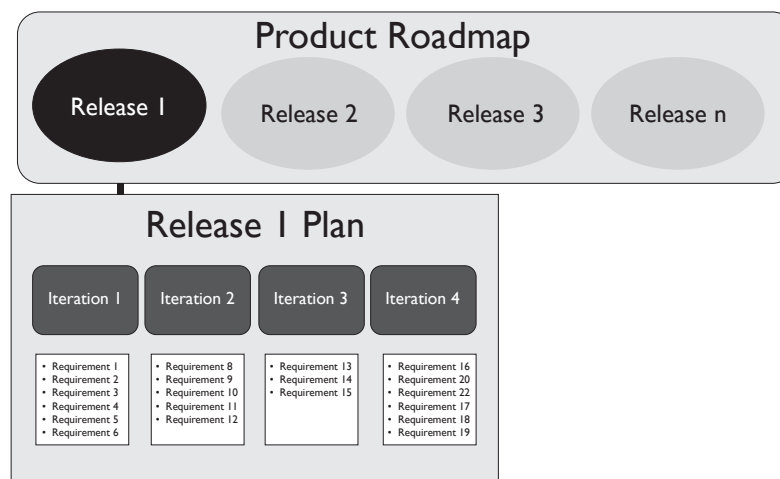 Product Roadmap
Release 1
Release 2
Release 3
Release n
Release 1 Plan
Iteration 1
Iteration 2
Iteration 3
Iteration 4
• Requirement 1
• Requirement 2
• Requirement 3
• Requirement 4
• Requirement 5
• Requirement 6
• Requirement 8
• Requirement 9
• Requirement 10
• Requirement 11
• Requirement 12
• Requirement 13
• Requirement 14
• Requirement 15
• Requirement 16
• Requirement 20
• Requirement 22
• Requirement 17
• Requirement 18
• Requirement 19